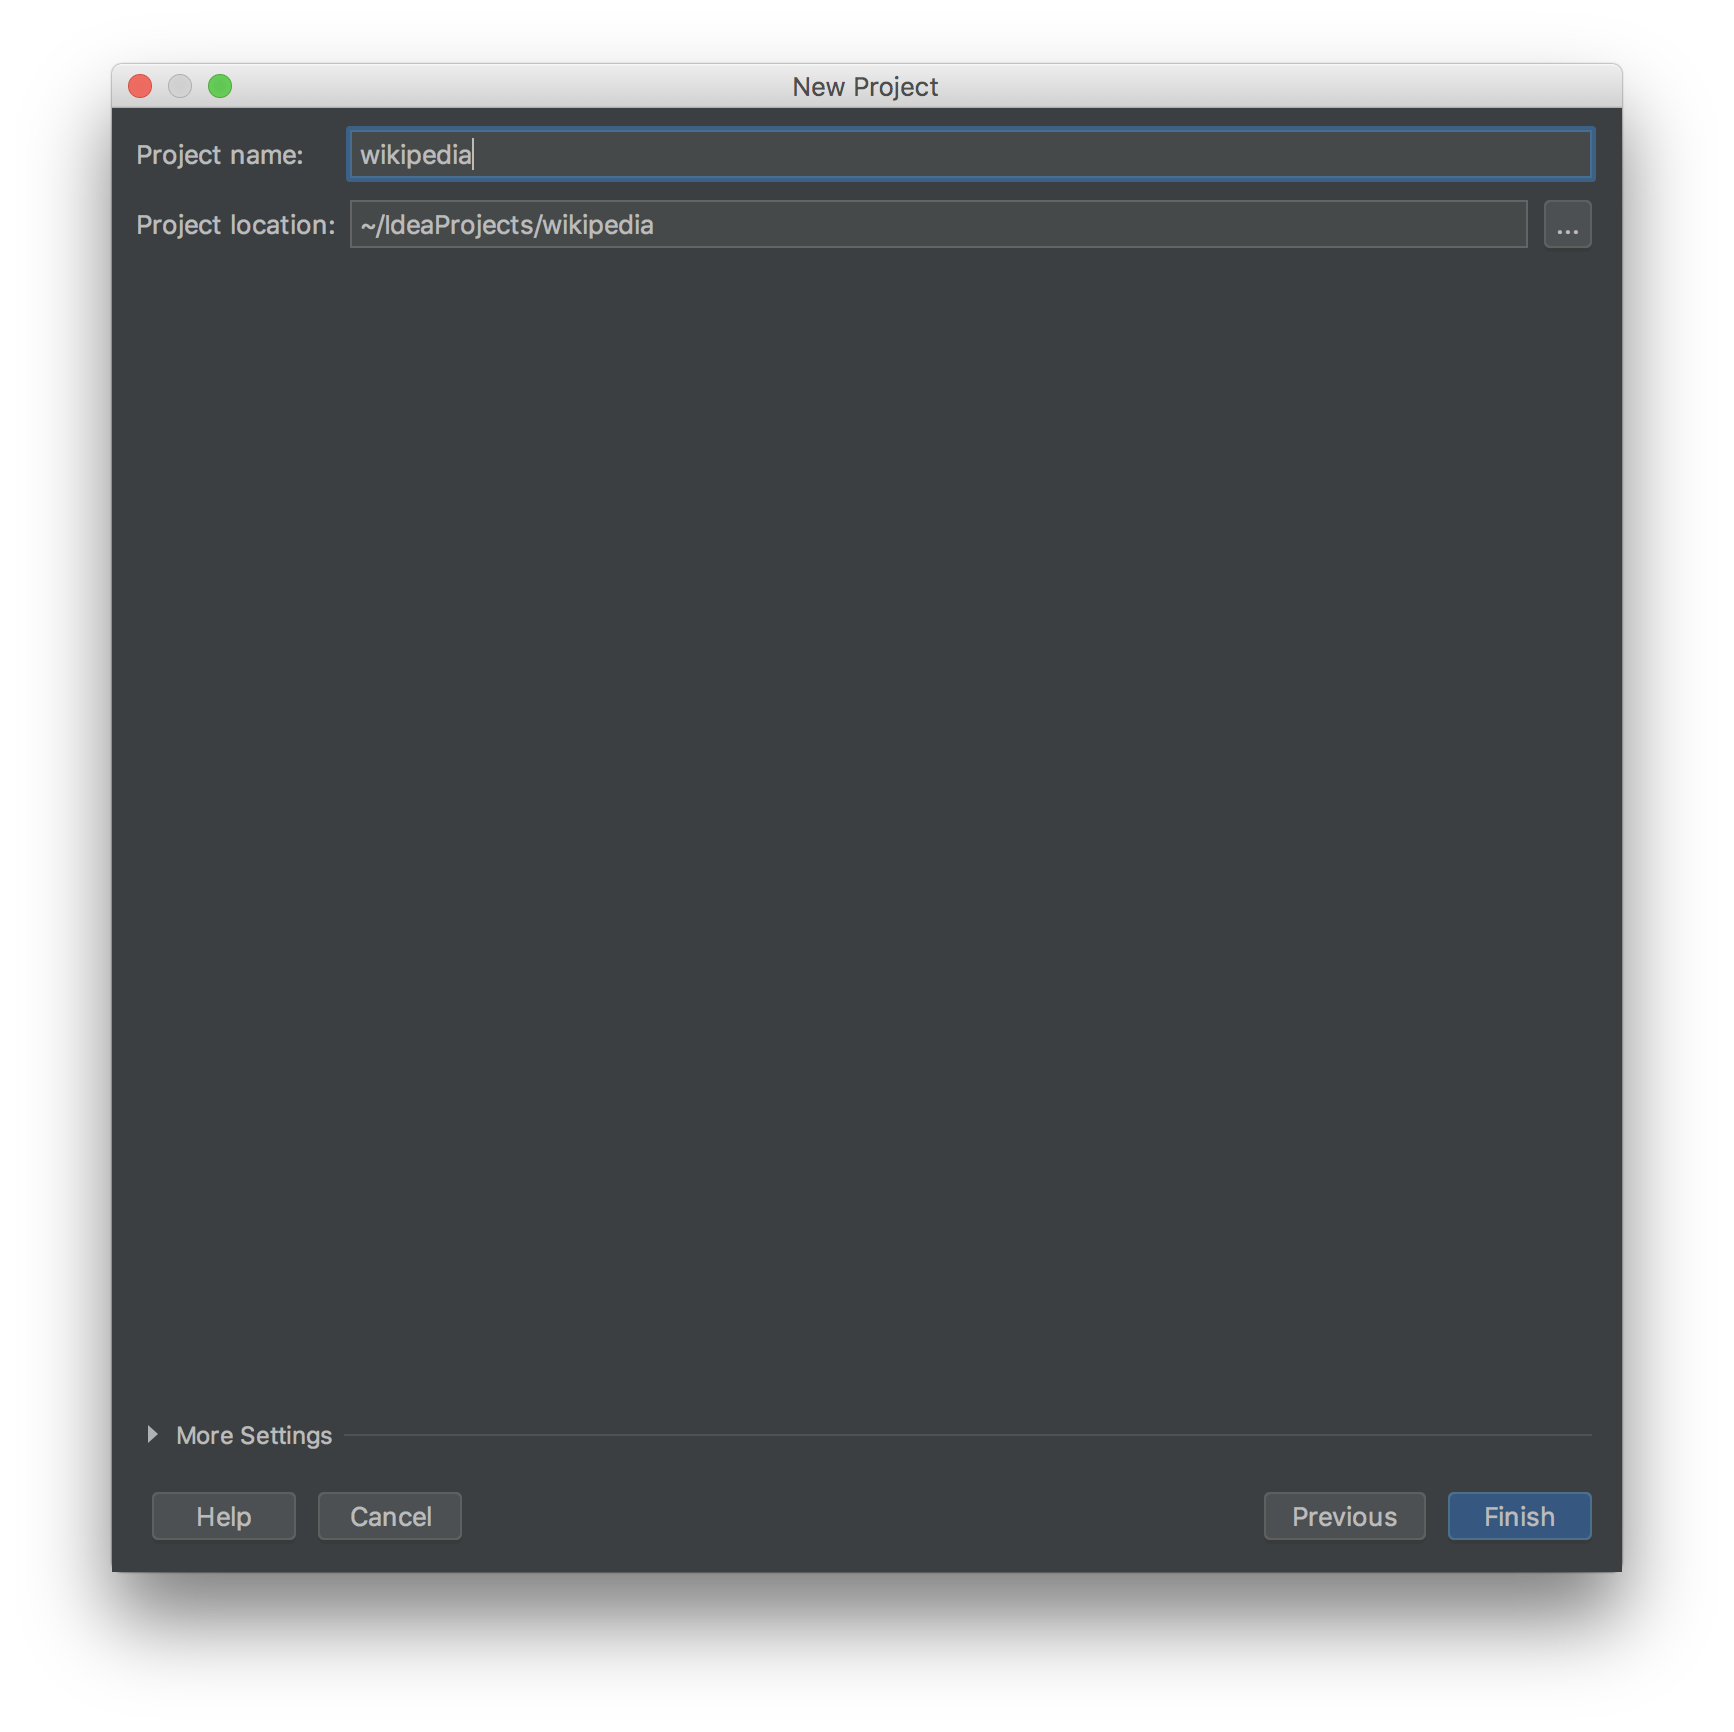 New Project
Project name: wikipedia
Project location: ~/IdeaProjects/wikipedia ...
More Settings
Help Cancel Previous Finish